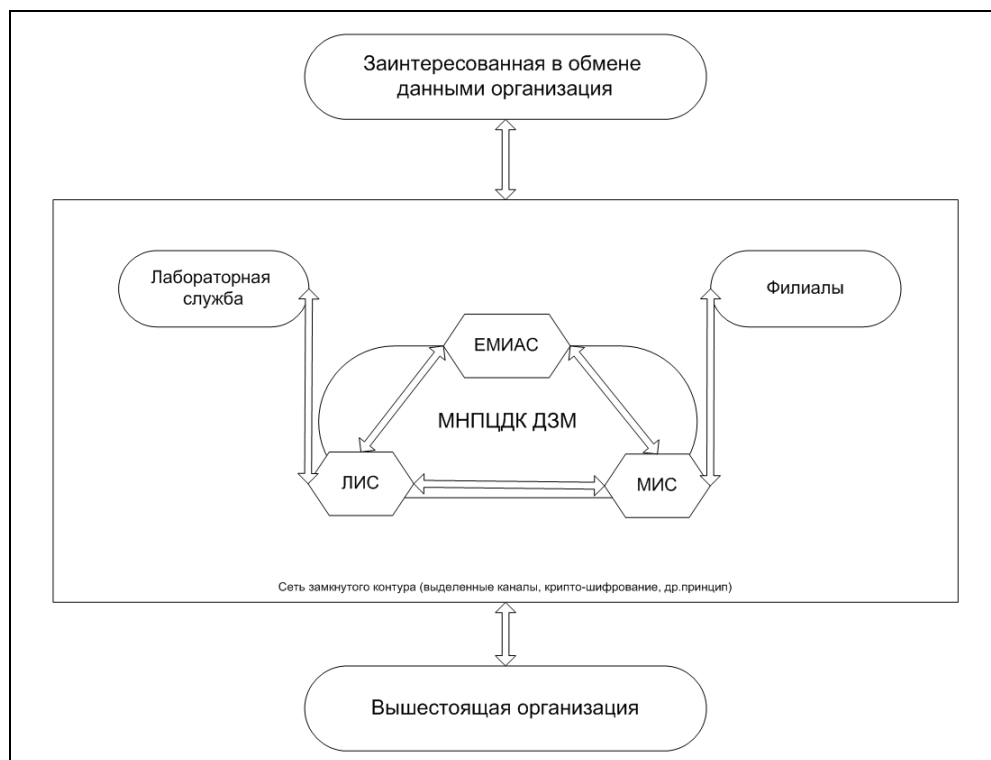 Заинтересованная в обмене
данными организация
Лабораторная
служба
Филиалы
ЕМИАС
МНПЦДК ДЗМ
ЛИС
МИС
Сеть замкнутого контура (выделенные каналы, крипто-шифрование, др.принцип)
Вышестоящая организация